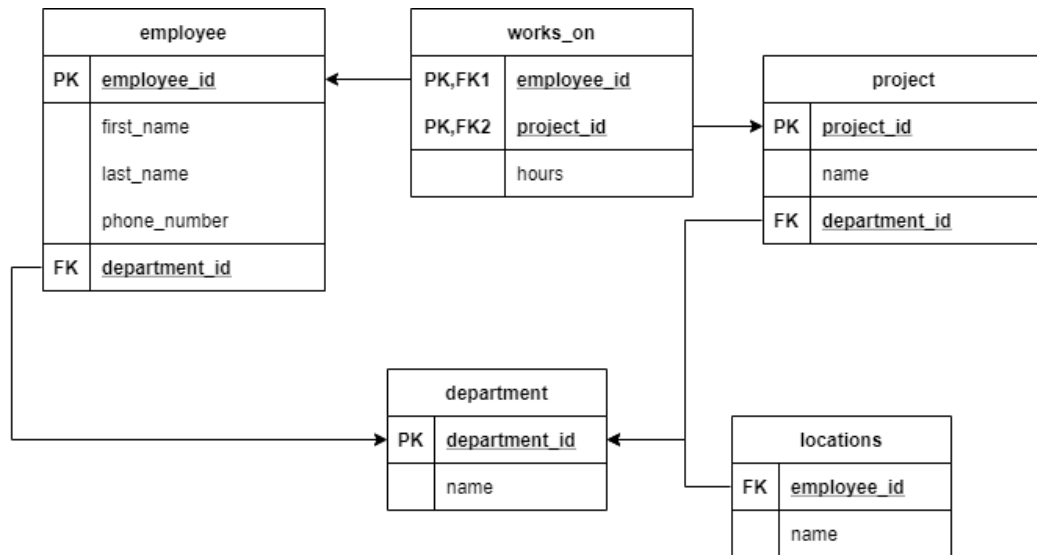 employee
PK employee_id
first_name
last_name
phone_number
FK department_id
works_on
PK,FK1 employee_id
PK,FK2 project_id
hours
project
PK project_id
name
FK department_id
department
PK department_id
name
locations
FK employee_id
name